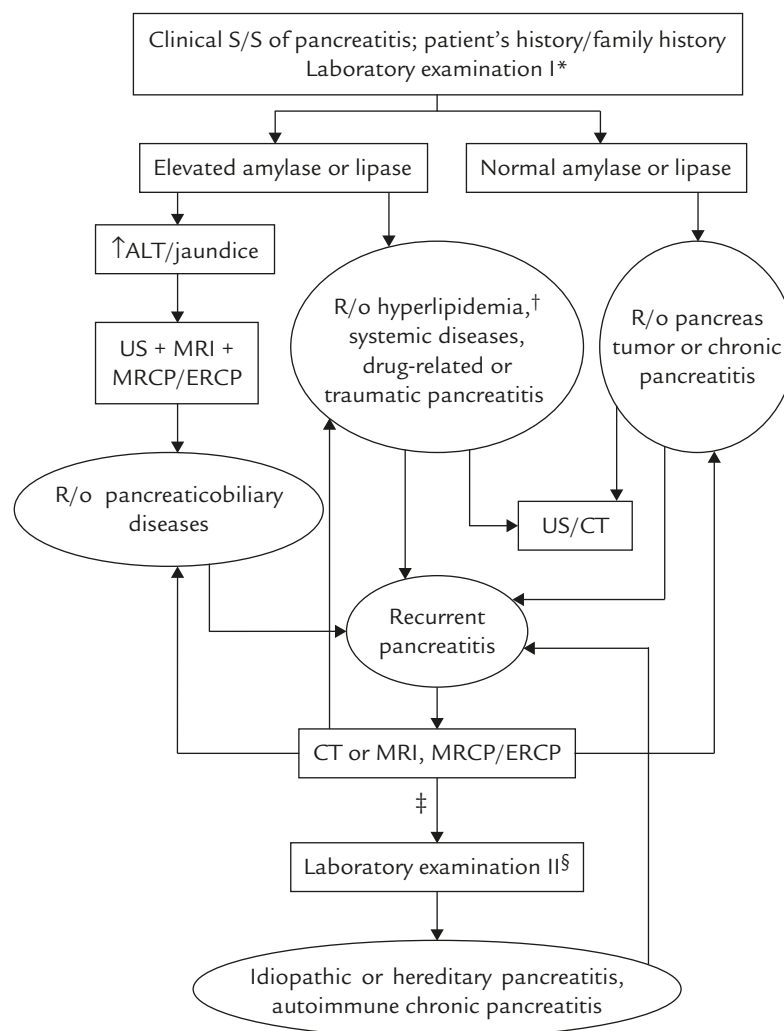 Clinical S/S of pancreatitis; patient's history/family history
Laboratory examination I*
Elevated amylase or lipase
Normal amylase or lipase
↑ALT/jaundice
R/o hyperlipidemia,†
systemic diseases,
drug-related or
traumatic pancreatitis
R/o pancreas
tumor or chronic
pancreatitis
US + MRI +
MRCP/ERCP
R/o pancreaticobiliary
diseases
US/CT
Recurrent
pancreatitis
CT or MRI, MRCP/ERCP
‡
Laboratory examination II§
Idiopathic or hereditary pancreatitis,
autoimmune chronic pancreatitis